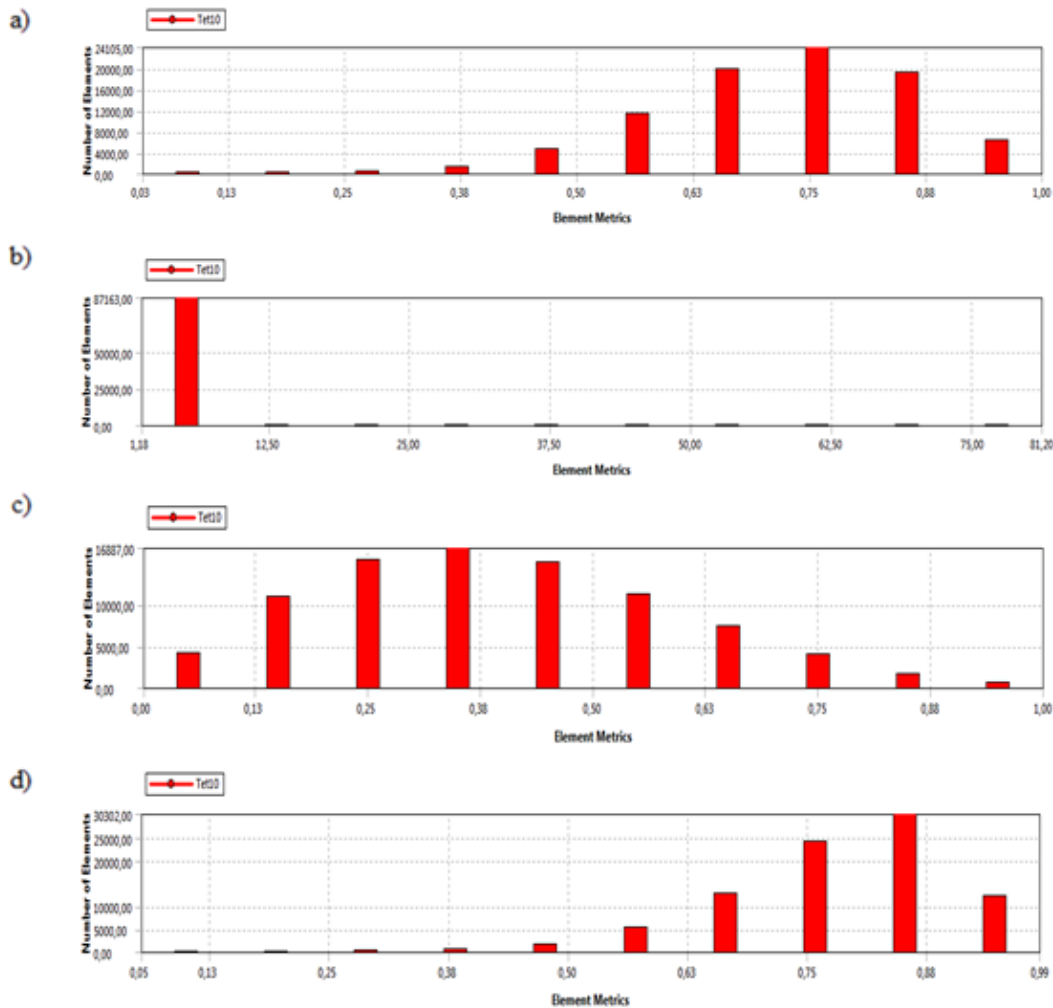 a)
Tet10
Number of Elements
24105,00
20000,00
16000,00
12000,00
8000,00
4000,00
0,00
0,03 0,13 0,25 0,38 0,50 0,63 0,75 0,88 1,00
Element Metrics
b)
Tet10
Number of Elements
87163,00
50000,00
25000,00
0,00
1,18 12,50 25,00 37,50 50,00 62,50 75,00 81,20
Element Metrics
c)
Tet10
Number of Elements
16887,00
10000,00
5000,00
0,00
0,00 0,13 0,25 0,38 0,50 0,63 0,75 0,88 1,00
Element Metrics
d)
Tet10
Number of Elements
30302,00
25000,00
20000,00
10000,00
5000,00
0,00
0,05 0,13 0,25 0,38 0,50 0,63 0,75 0,88 0,99
Element Metrics